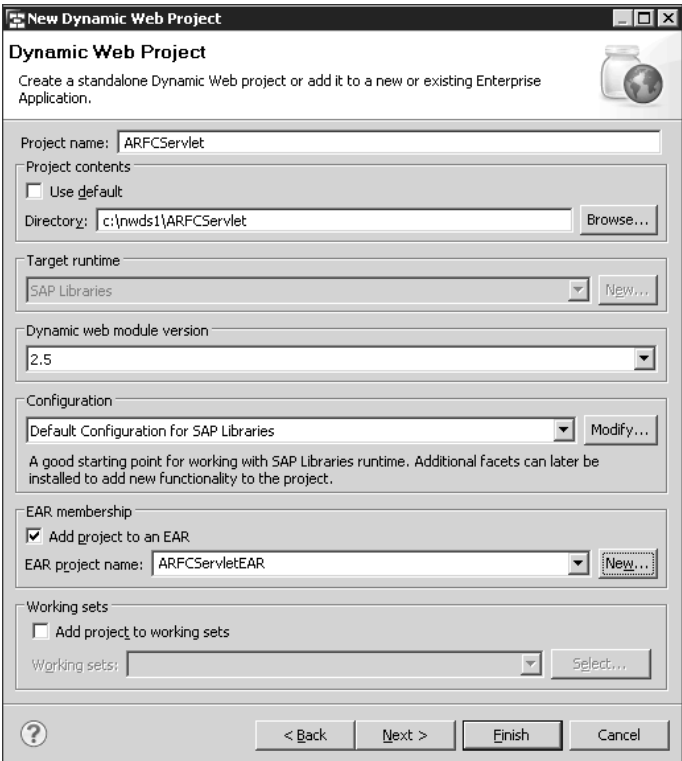 New Dynamic Web Project
Dynamic Web Project
Create a standalone Dynamic Web project or add it to a new or existing Enterprise
Application.
Project name: ARFCServlet
Project contents
Use default
Directory: c:\nwds1\ARFCServlet Browse...
Target runtime
SAP Libraries New...
Dynamic web module version
2.5
Configuration
Default Configuration for SAP Libraries Modify...
A good starting point for working with SAP Libraries runtime. Additional facets can later be
installed to add new functionality to the project.
EAR membership
Add project to an EAR
EAR project name: ARFCServletEAR New...
Working sets
Add project to working sets
Working sets: Select...
? < Back Next > Finish Cancel